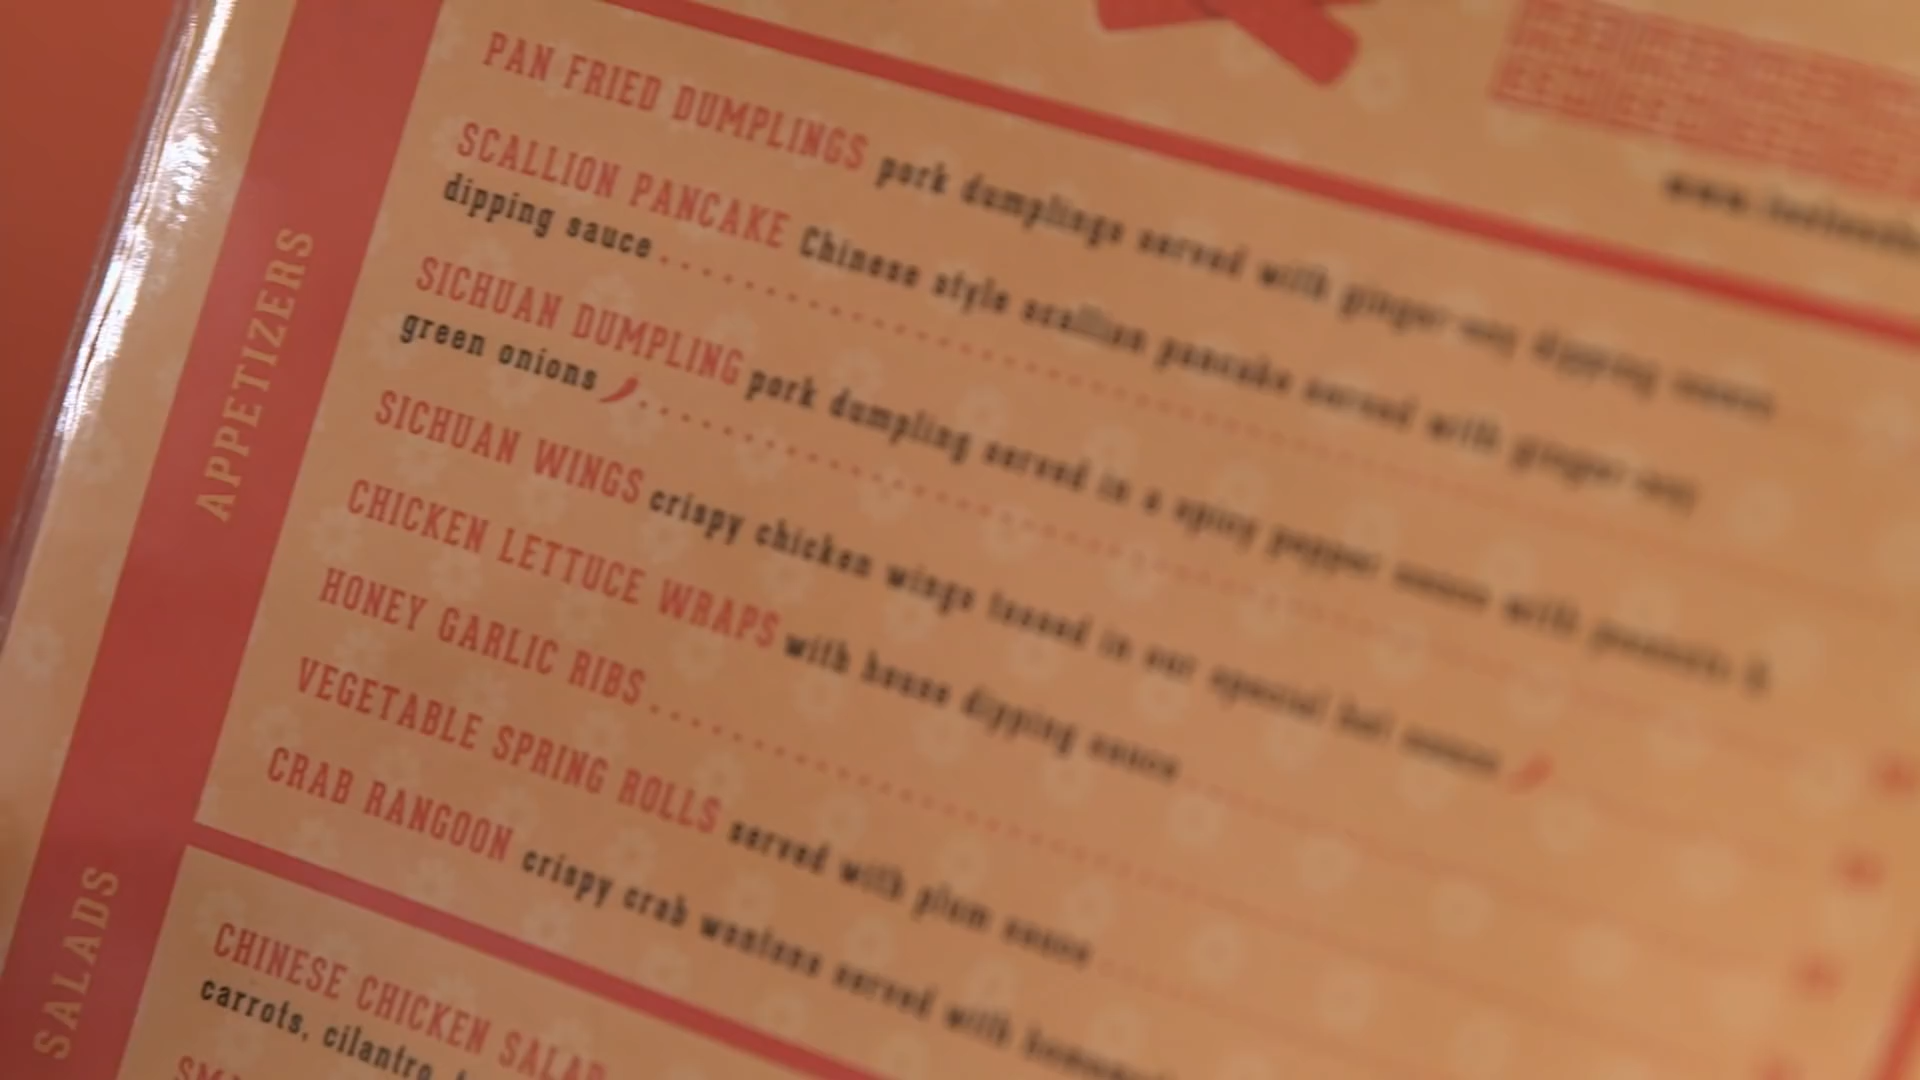 PAN FRIED DUMPLINGS pork dumplings served with ginger-soy dipping sauce
SCALLION PANCAKE Chinese style scallion pancake served with ginger-soy
dipping sauce
SICHUAN DUMPLING pork dumpling served in a spicy pepper sauce with peanuts &
green onions
SICHUAN WINGS crispy chicken wings tossed in our special hot sauce
CHICKEN LETTUCE WRAPS with house dipping sauce
HONEY GARLIC RIBS
VEGETABLE SPRING ROLLS served with plum sauce
CRAB RANGOON crispy crab wontons served with
APPETIZERS
CHINESE CHICKEN SALAD
carrots, cilantro,
SALADS